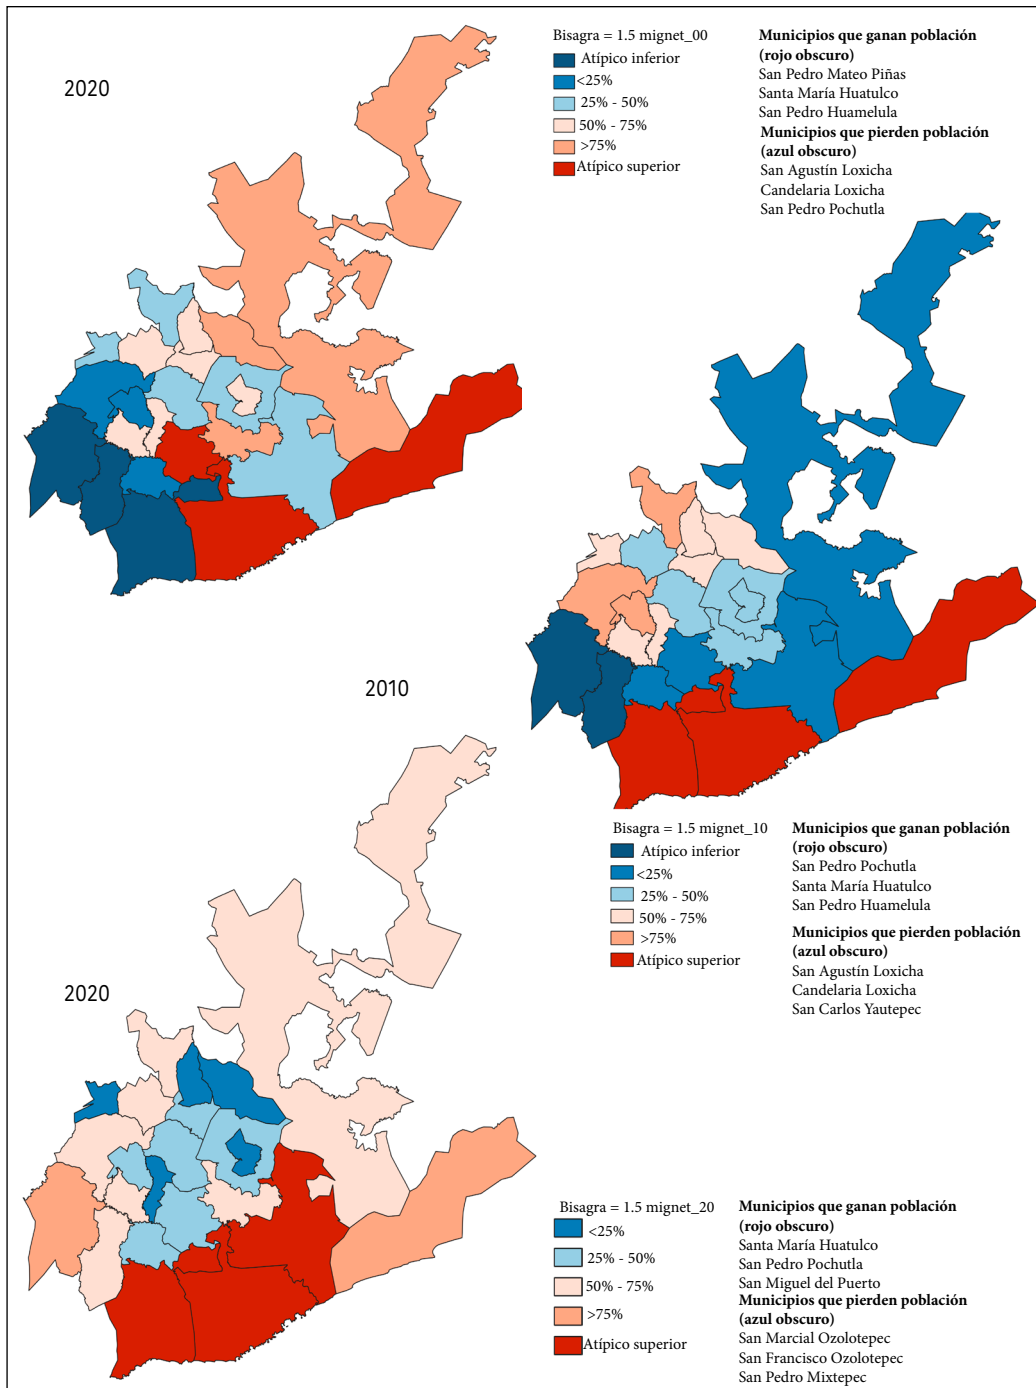 2020
Bisagra = 1.5 mignet_00
Atípico inferior
<25%
25% - 50%
50% - 75%
>75%
Atípico superior
Municipios que ganan población
(rojo obscuro)
San Pedro Mateo Piñas
Santa María Huatulco
San Pedro Huamelula
Municipios que pierden población
(azul obscuro)
San Agustín Loxicha
Candelaria Loxicha
San Pedro Pochutla
2010
Bisagra = 1.5 mignet_10
Atípico inferior
<25%
25% - 50%
50% - 75%
>75%
Atípico superior
Municipios que ganan población
(rojo obscuro)
San Pedro Pochutla
Santa María Huatulco
San Pedro Huamelula
Municipios que pierden población
(azul obscuro)
San Agustín Loxicha
Candelaria Loxicha
San Carlos Yautepec
2020
Bisagra = 1.5 mignet_20
<25%
25% - 50%
50% - 75%
>75%
Atípico superior
Municipios que ganan población
(rojo obscuro)
Santa María Huatulco
San Pedro Pochutla
San Miguel del Puerto
Municipios que pierden población
(azul obscuro)
San Marcial Ozolotepec
San Francisco Ozolotepec
San Pedro Mixtepec